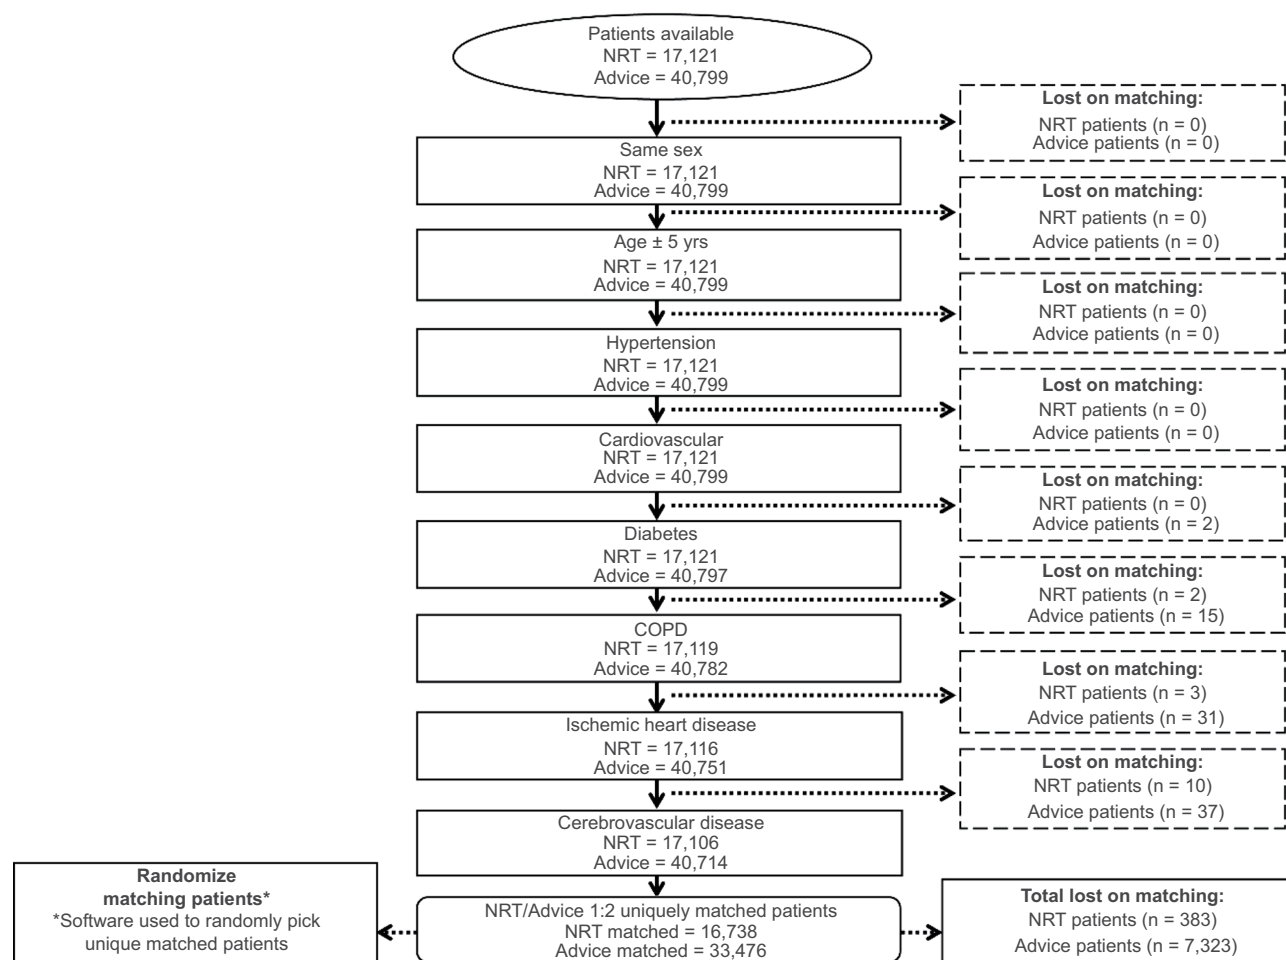 Patients available
NRT = 17,121
Advice = 40,799
Lost on matching:
NRT patients (n = 0)
Advice patients (n = 0)
Same sex
NRT = 17,121
Advice = 40,799
Lost on matching:
NRT patients (n = 0)
Advice patients (n = 0)
Age ± 5 yrs
NRT = 17,121
Advice = 40,799
Lost on matching:
NRT patients (n = 0)
Advice patients (n = 0)
Hypertension
NRT = 17,121
Advice = 40,799
Lost on matching:
NRT patients (n = 0)
Advice patients (n = 0)
Cardiovascular
NRT = 17,121
Advice = 40,799
Lost on matching:
NRT patients (n = 0)
Advice patients (n = 2)
Diabetes
NRT = 17,121
Advice = 40,797
Lost on matching:
NRT patients (n = 2)
Advice patients (n = 15)
COPD
NRT = 17,119
Advice = 40,782
Lost on matching:
NRT patients (n = 3)
Advice patients (n = 31)
Ischemic heart disease
NRT = 17,116
Advice = 40,751
Lost on matching:
NRT patients (n = 10)
Advice patients (n = 37)
Cerebrovascular disease
NRT = 17,106
Advice = 40,714
Randomize
matching patients*
*Software used to randomly pick
unique matched patients
NRT/Advice 1:2 uniquely matched patients
NRT matched = 16,738
Advice matched = 33,476
Total lost on matching:
NRT patients (n = 383)
Advice patients (n = 7,323)